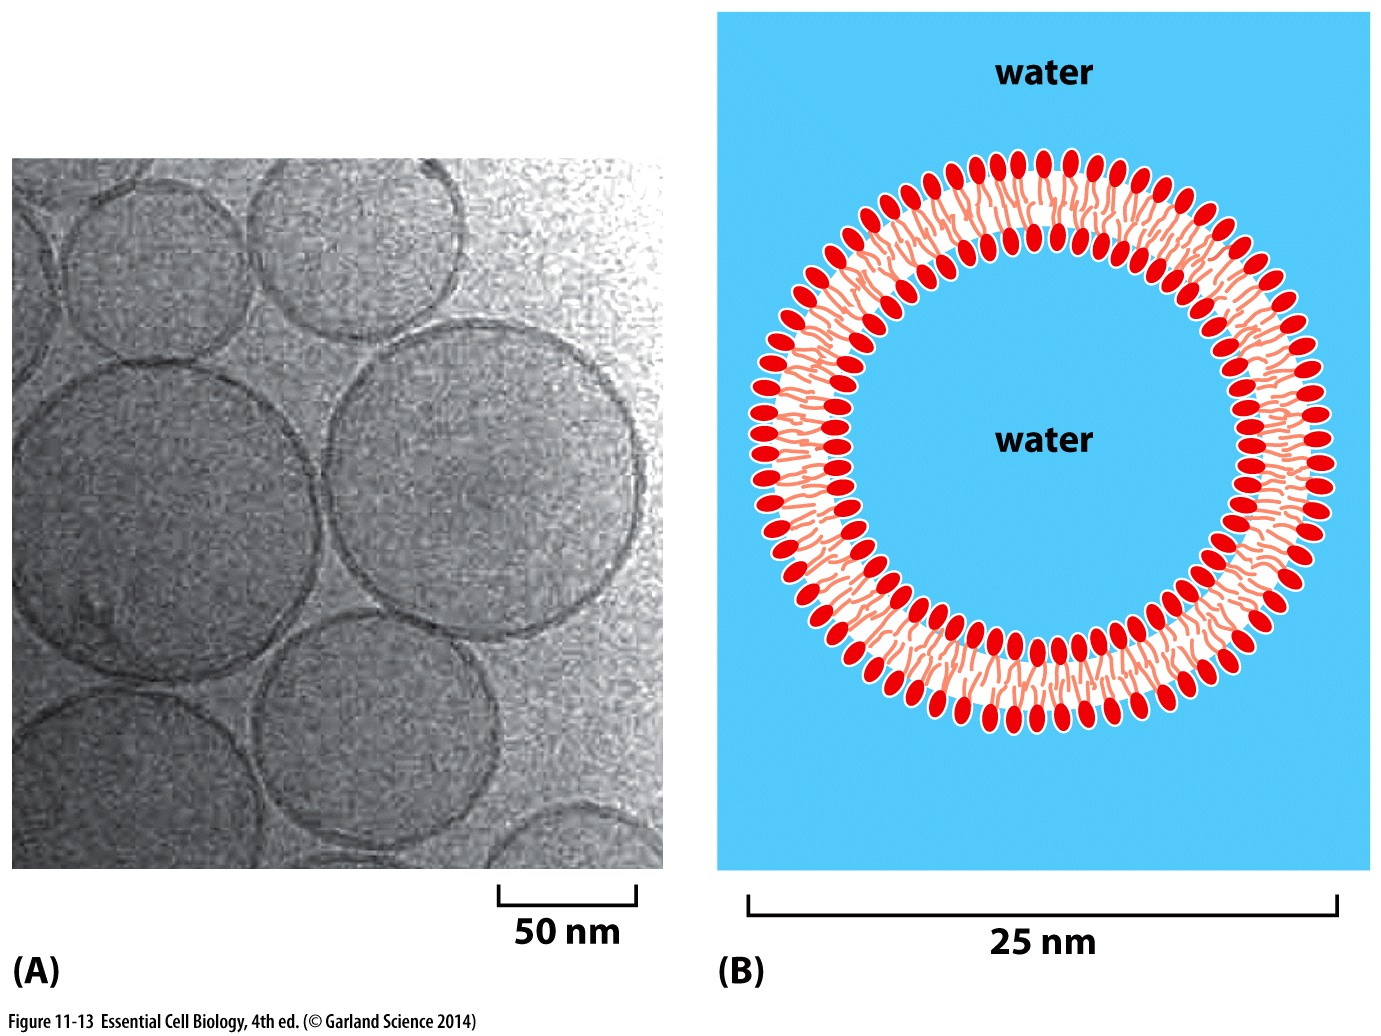 water
water
50 nm
25 nm
(A)
(B)
Figure 11-13 Essential Cell Biology, 4th ed. (© Garland Science 2014)